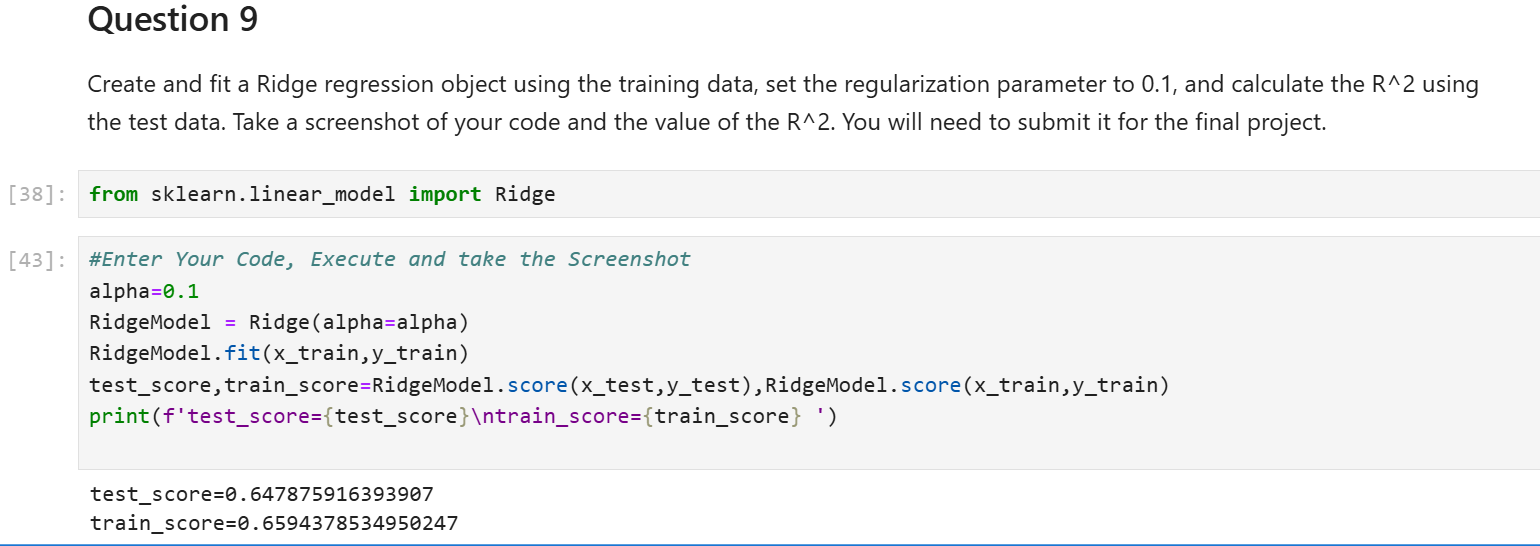 Question 9
Create and fit a Ridge regression object using the training data, set the regularization parameter to 0.1, and calculate the R^2 using
the test data. Take a screenshot of your code and the value of the R^2. You will need to submit it for the final project.
[38]: from sklearn.linear_model import Ridge
[43]: #Enter Your Code, Execute and take the Screenshot
alpha=0.1
RidgeModel = Ridge(alpha=alpha)
RidgeModel.fit(x_train,y_train)
test_score,train_score=RidgeModel.score(x_test,y_test),RidgeModel.score(x_train,y_train)
print(f'test_score={test_score}\ntrain_score={train_score} ')
test_score=0.647875916393907
train_score=0.6594378534950247